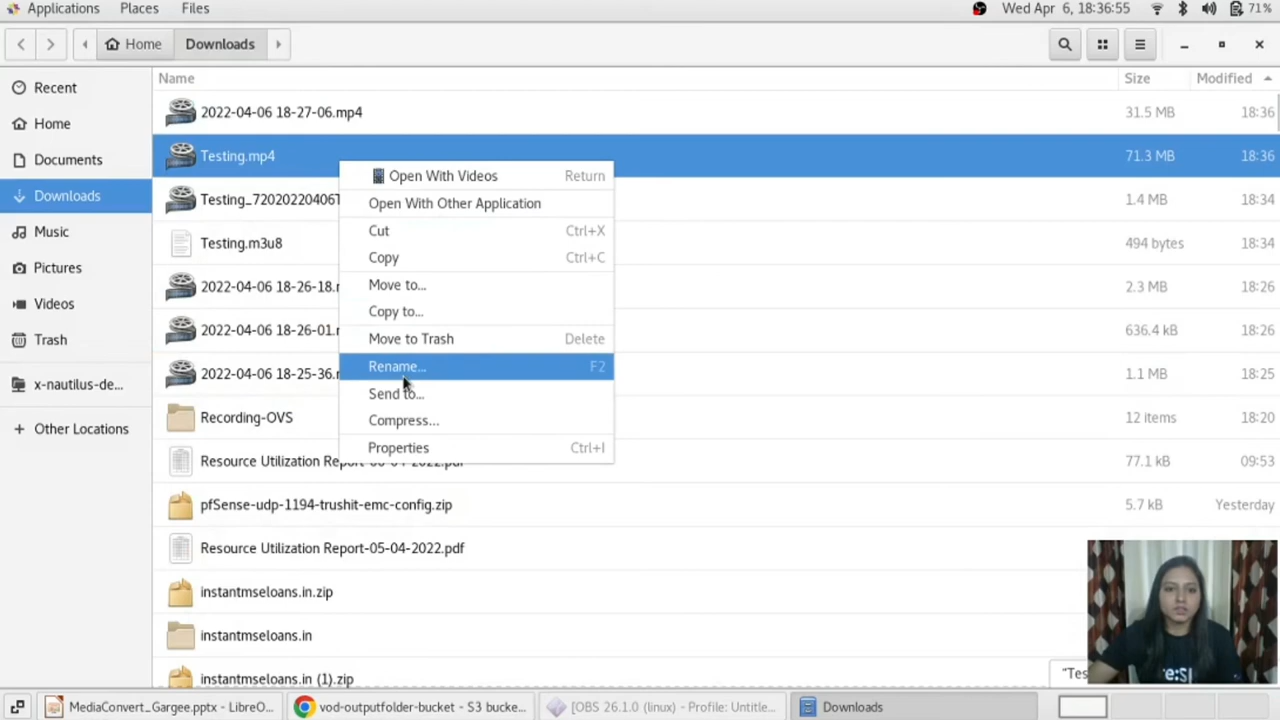 Applications Places Files Wed Apr 6, 18:36:55 71%
Home Downloads
Name Size Modified
Recent
Home
Documents
Downloads
Music
Pictures
Videos
Trash
x-nautilus-de...
+ Other Locations
2022-04-06 18-27-06.mp4 31.5 MB 18:36
Testing.mp4 71.3 MB 18:36
Testing_72020220406T 1.4 MB 18:34
Testing.m3u8 494 bytes 18:34
2022-04-06 18-26-18. 2.3 MB 18:26
2022-04-06 18-26-01. 636.4 kB 18:26
2022-04-06 18-25-36. 1.1 MB 18:25
Recording-OVS 12 items 18:20
Resource Utilization 77.1 kB 09:53
pfSense-udp-1194-trushit-emc-config.zip 5.7 kB Yesterday
Resource Utilization Report-05-04-2022.pdf
instantmseloans.in.zip
instantmseloans.in
instantmseloans.in (1).zip
Open With Videos Return
Open With Other Application
Cut Ctrl+X
Copy Ctrl+C
Move to...
Copy to...
Move to Trash Delete
Rename... F2
Send to...
Compress...
Properties Ctrl+I
"Tes
re:S
MediaConvert_Gargee.pptx - LibreO... vod-outputfolder-bucket - S3 bucke... [OBS 26.1.0 (linux) - Profile: Untitle... Downloads